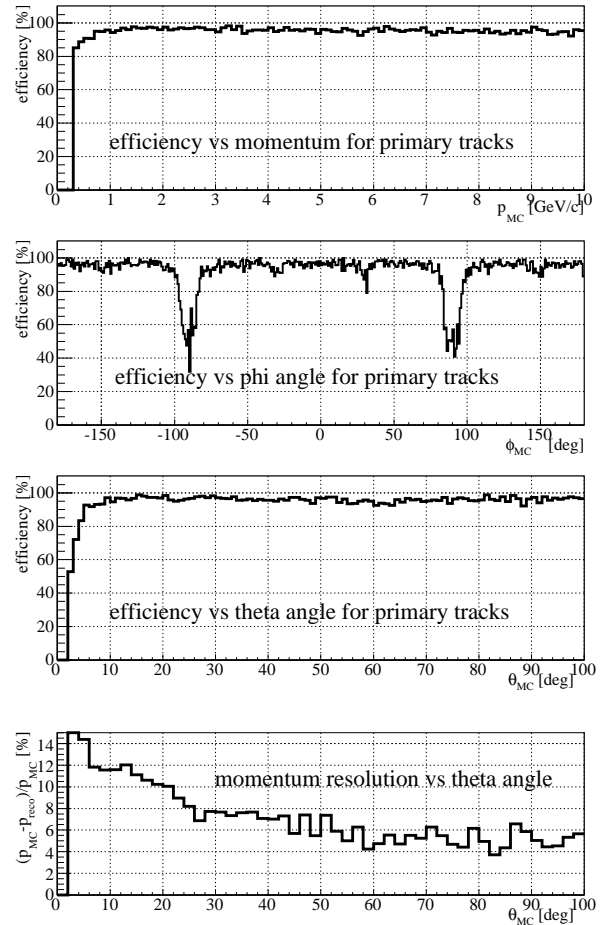 efficiency [%]
100
80
60
40
20
0
efficiency vs momentum for primary tracks
0 1 2 3 4 5 6 7 8 9 10
p_MC [GeV/c]
efficiency [%]
100
80
60
40
20
0
efficiency vs phi angle for primary tracks
-150 -100 -50 0 50 100 150
ϕ_MC [deg]
efficiency [%]
100
80
60
40
20
0
efficiency vs theta angle for primary tracks
0 10 20 30 40 50 60 70 80 90 100
θ_MC [deg]
(p_MC-p_reco)/p_MC [%]
14
12
10
8
6
4
2
0
momentum resolution vs theta angle
0 10 20 30 40 50 60 70 80 90 100
θ_MC [deg]